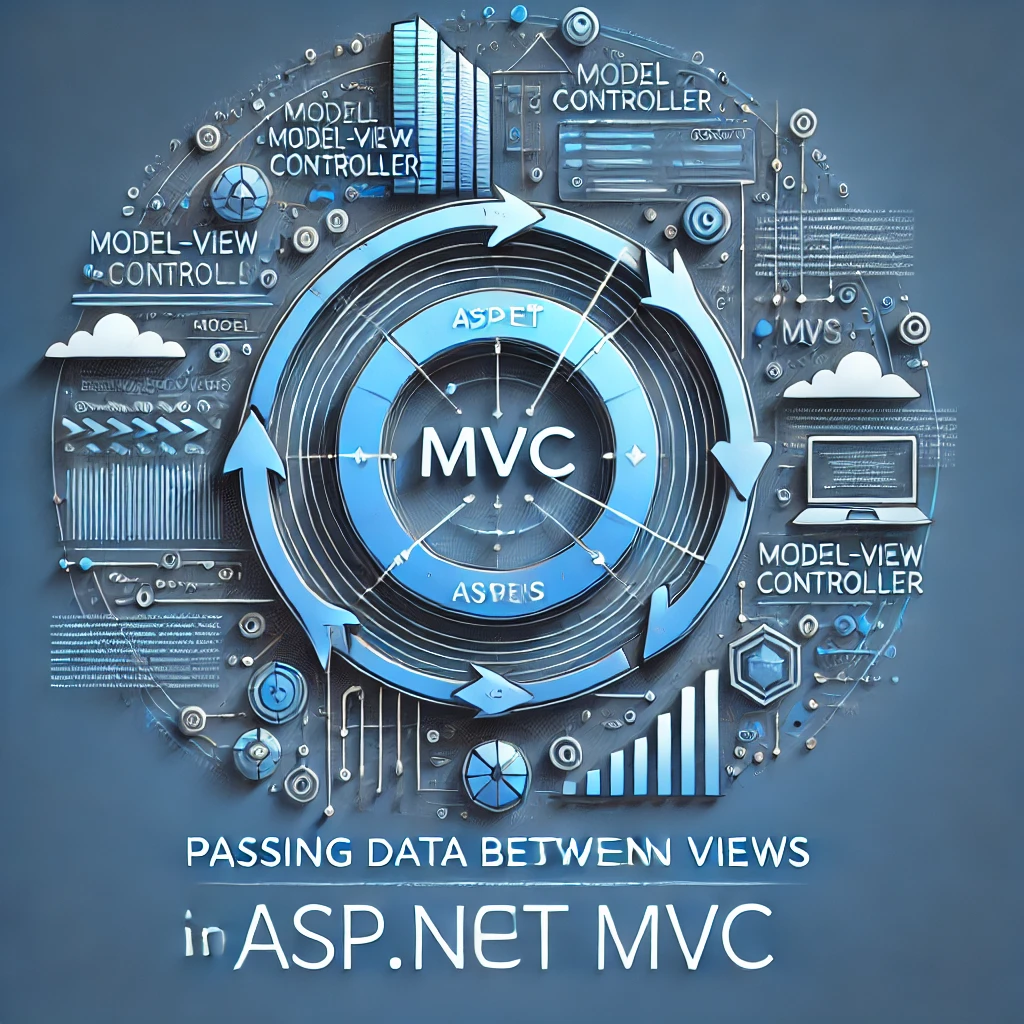 MODEL
CONTROLLER
MODELL
MODEL-VIEW
CONTROLLER
MODEL-VIEW
CONTROLL
MODEL
MVS
ASPET
MVC
ASPEIS
MODEL-VIEW
CONTROLLER
PASSING DATA BETWENN VIEWS
in ASP.NET MVC